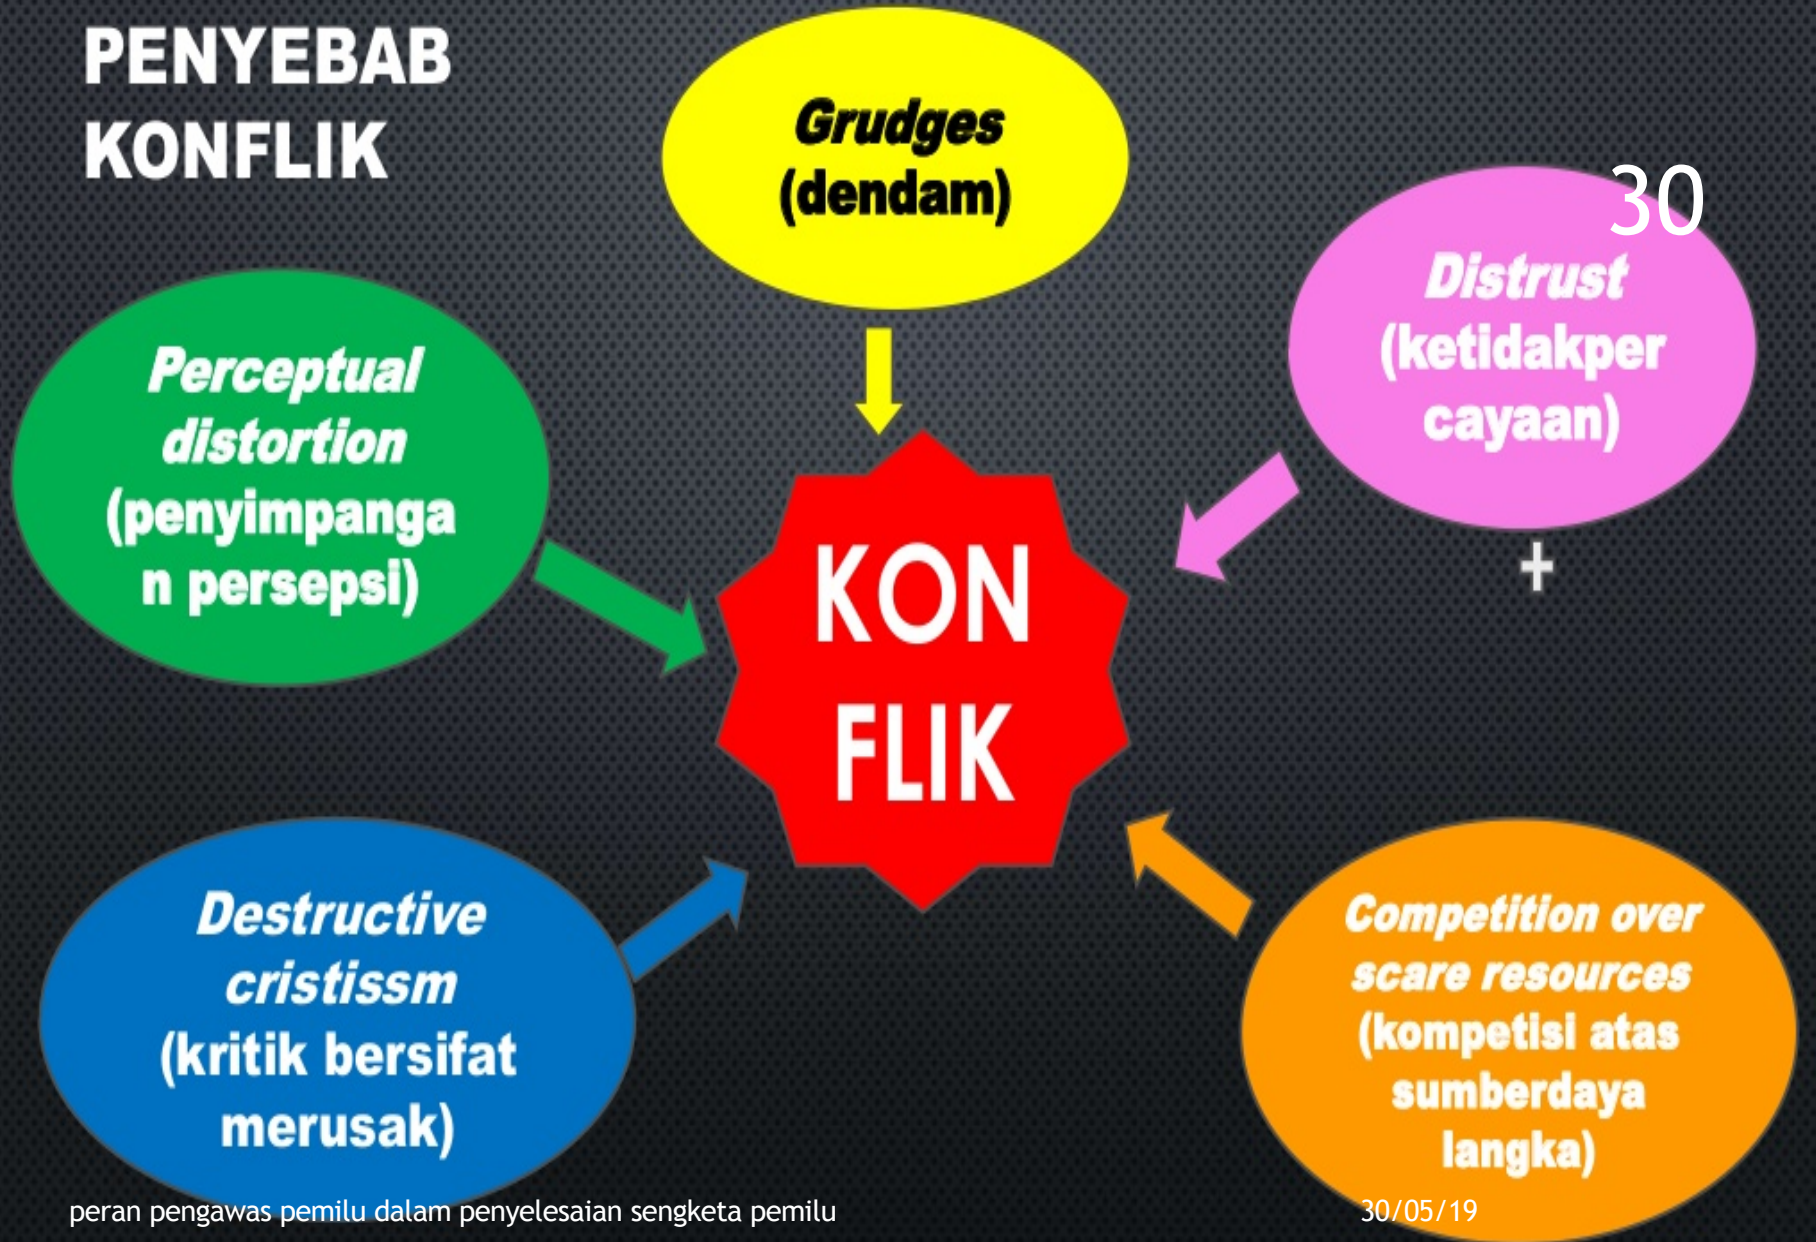 PENYEBAB
KONFLIK
Grudges
(dendam)
30
Distrust
(ketidakper
cayaan)
+
Perceptual
distortion
(penyimpanga
n persepsi)
KON
FLIK
Destructive
cristissm
(kritik bersifat
merusak)
Competition over
scare resources
(kompetisi atas
sumberdaya
langka)
peran pengawas pemilu dalam penyelesaian sengketa pemilu
30/05/19